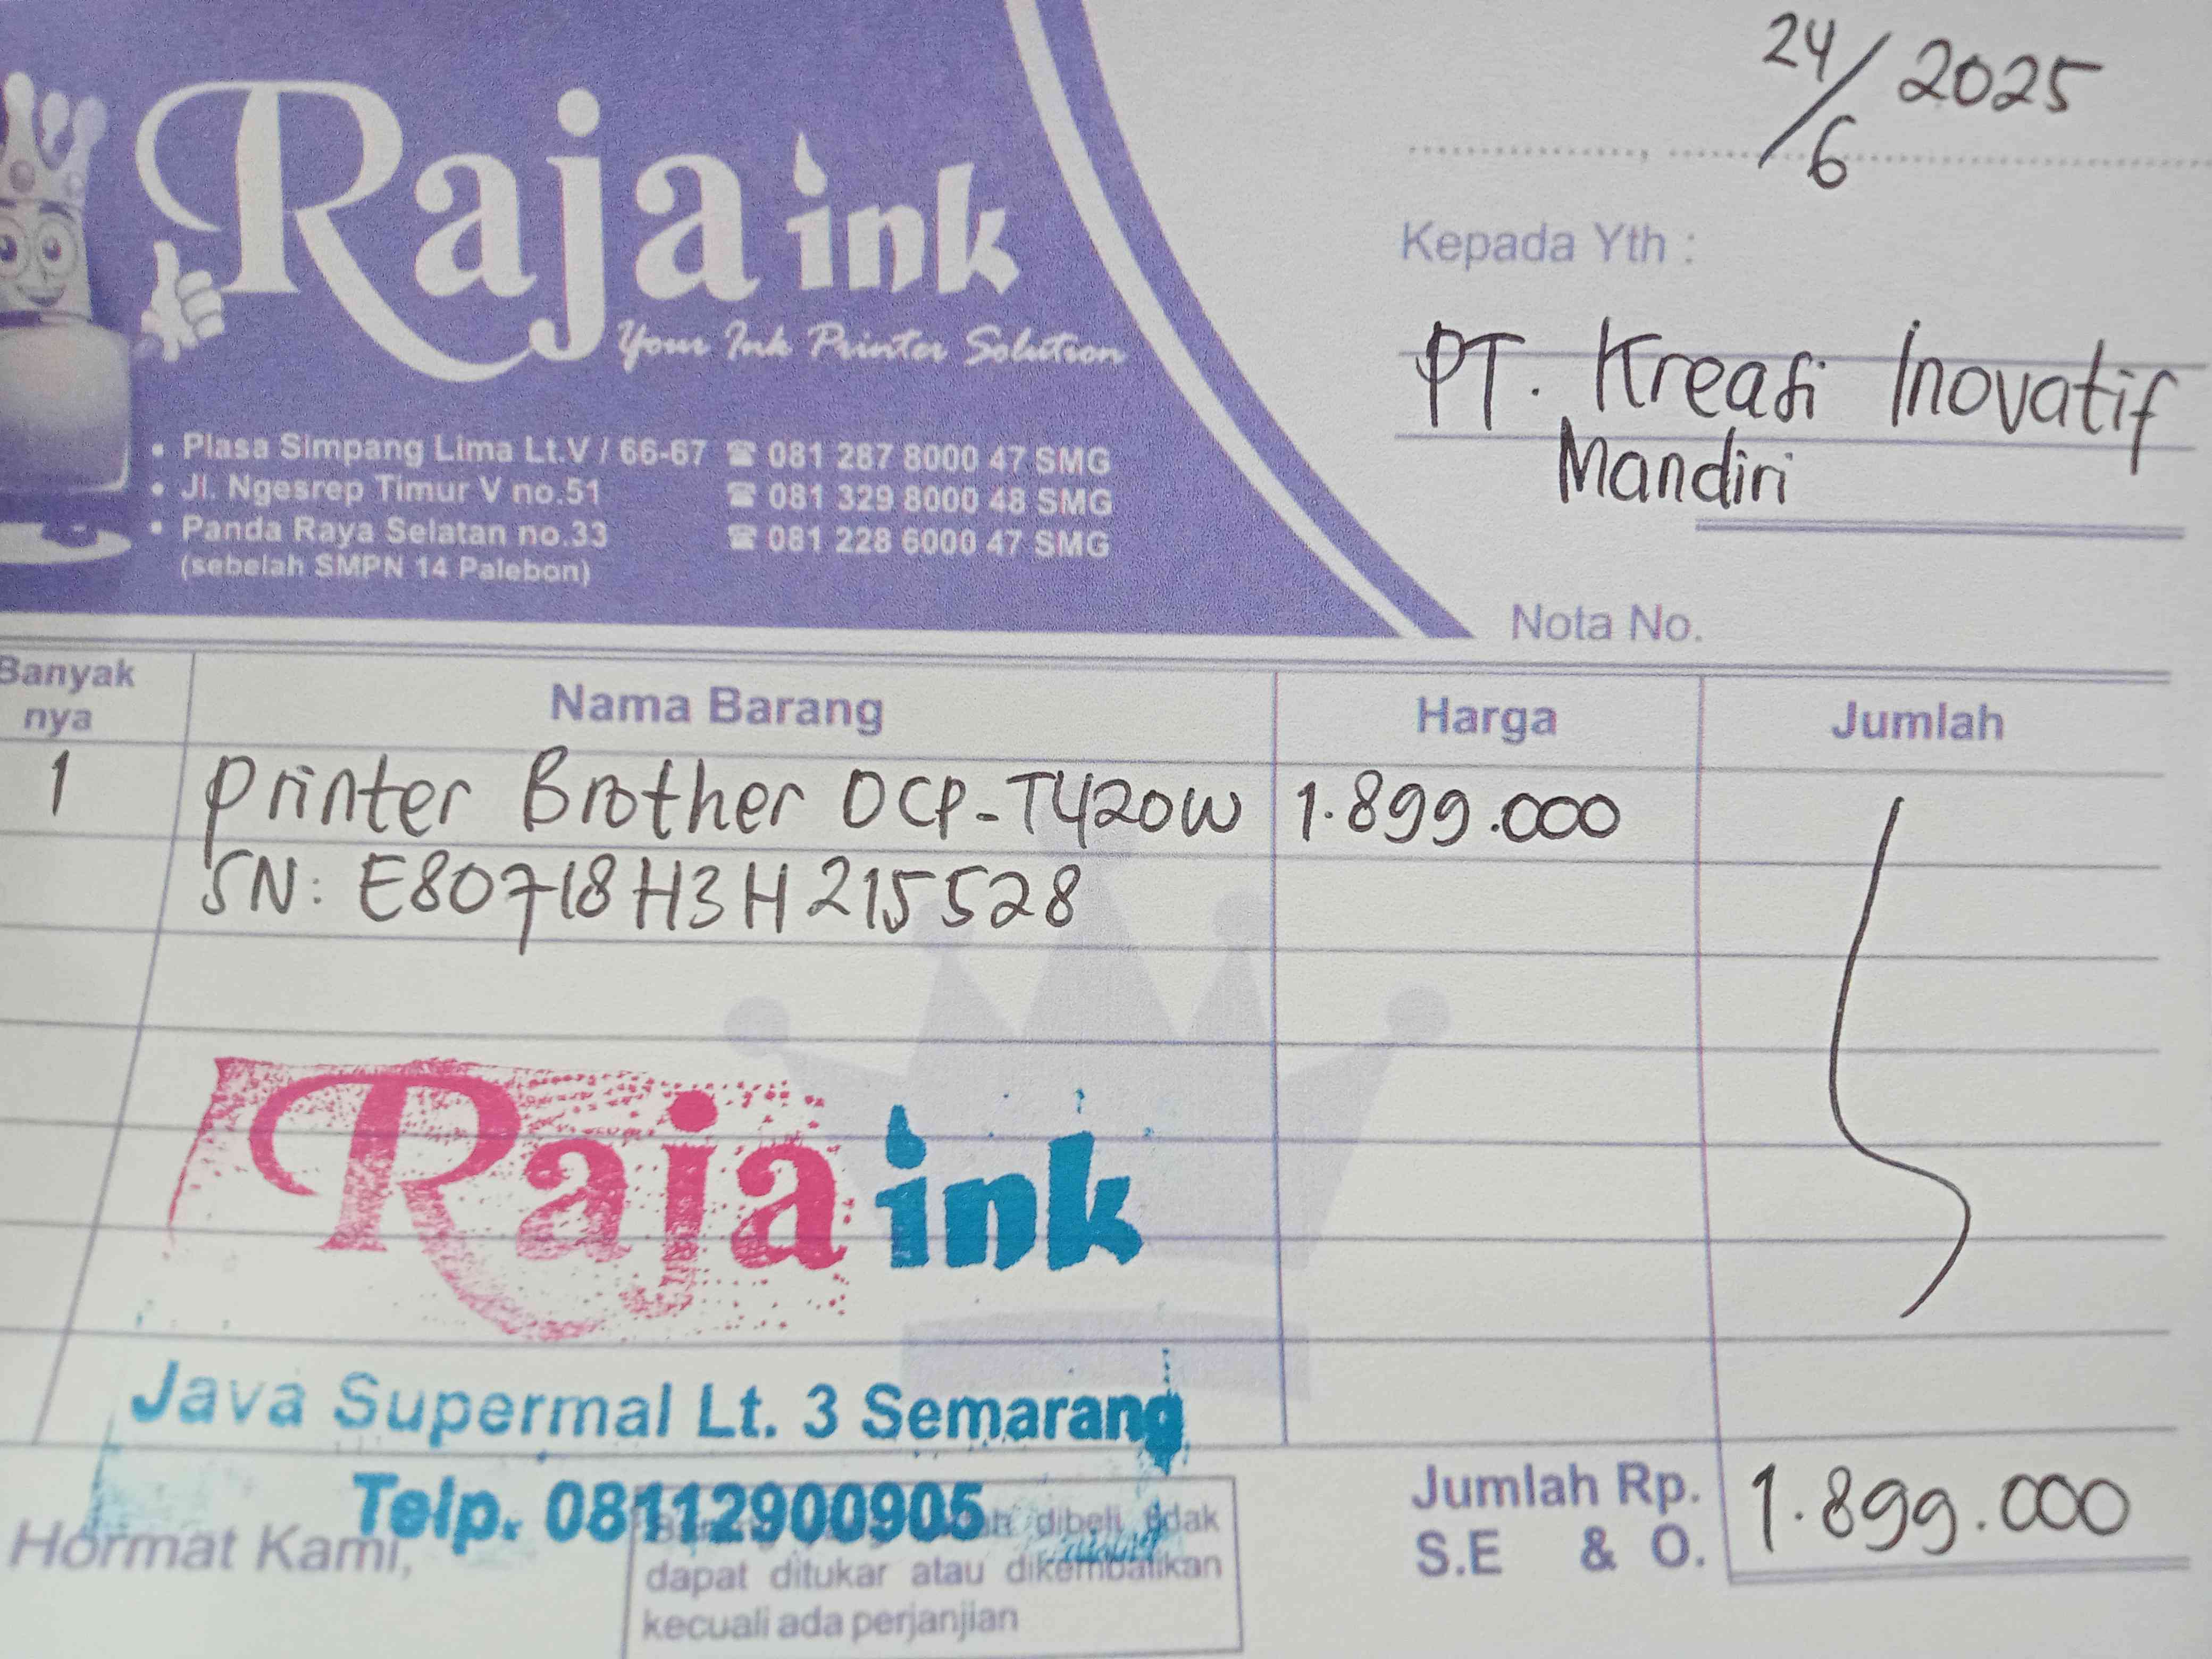 24/6 2025
Raja ink
Your Ink Printer Solution
• Plasa Simpang Lima Lt.V / 66-67 ☎ 081 287 8000 47 SMG
• Jl. Ngesrep Timur V no.51 ☎ 081 329 8000 48 SMG
• Panda Raya Selatan no.33 ☎ 081 228 6000 47 SMG
(sebelah SMPN 14 Palebon)
Kepada Yth :
PT. Kreasi Inovatif
Mandiri
Nota No.
Banyak
nya
Nama Barang
Harga
Jumlah
1 Printer Brother DCP-T420W 1.899.000
SN: E80718H3H215528
Raja ink
Java Supermal Lt. 3 Semarang
Telp. 08112900905
Hormat Kami,
dibeli tidak
dapat ditukar atau dikembalikan
kecuali ada perjanjian
Jumlah Rp. 1.899.000
S.E & O.